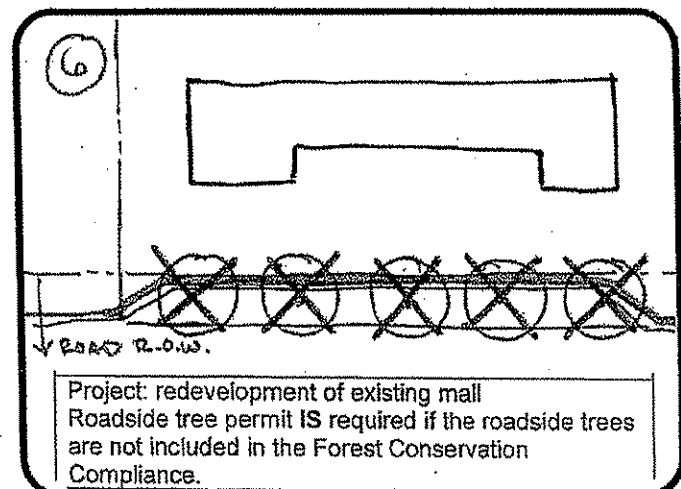 6
ROAD R.O.W.
Project: redevelopment of existing mall
Roadside tree permit IS required if the roadside trees
are not included in the Forest Conservation
Compliance.